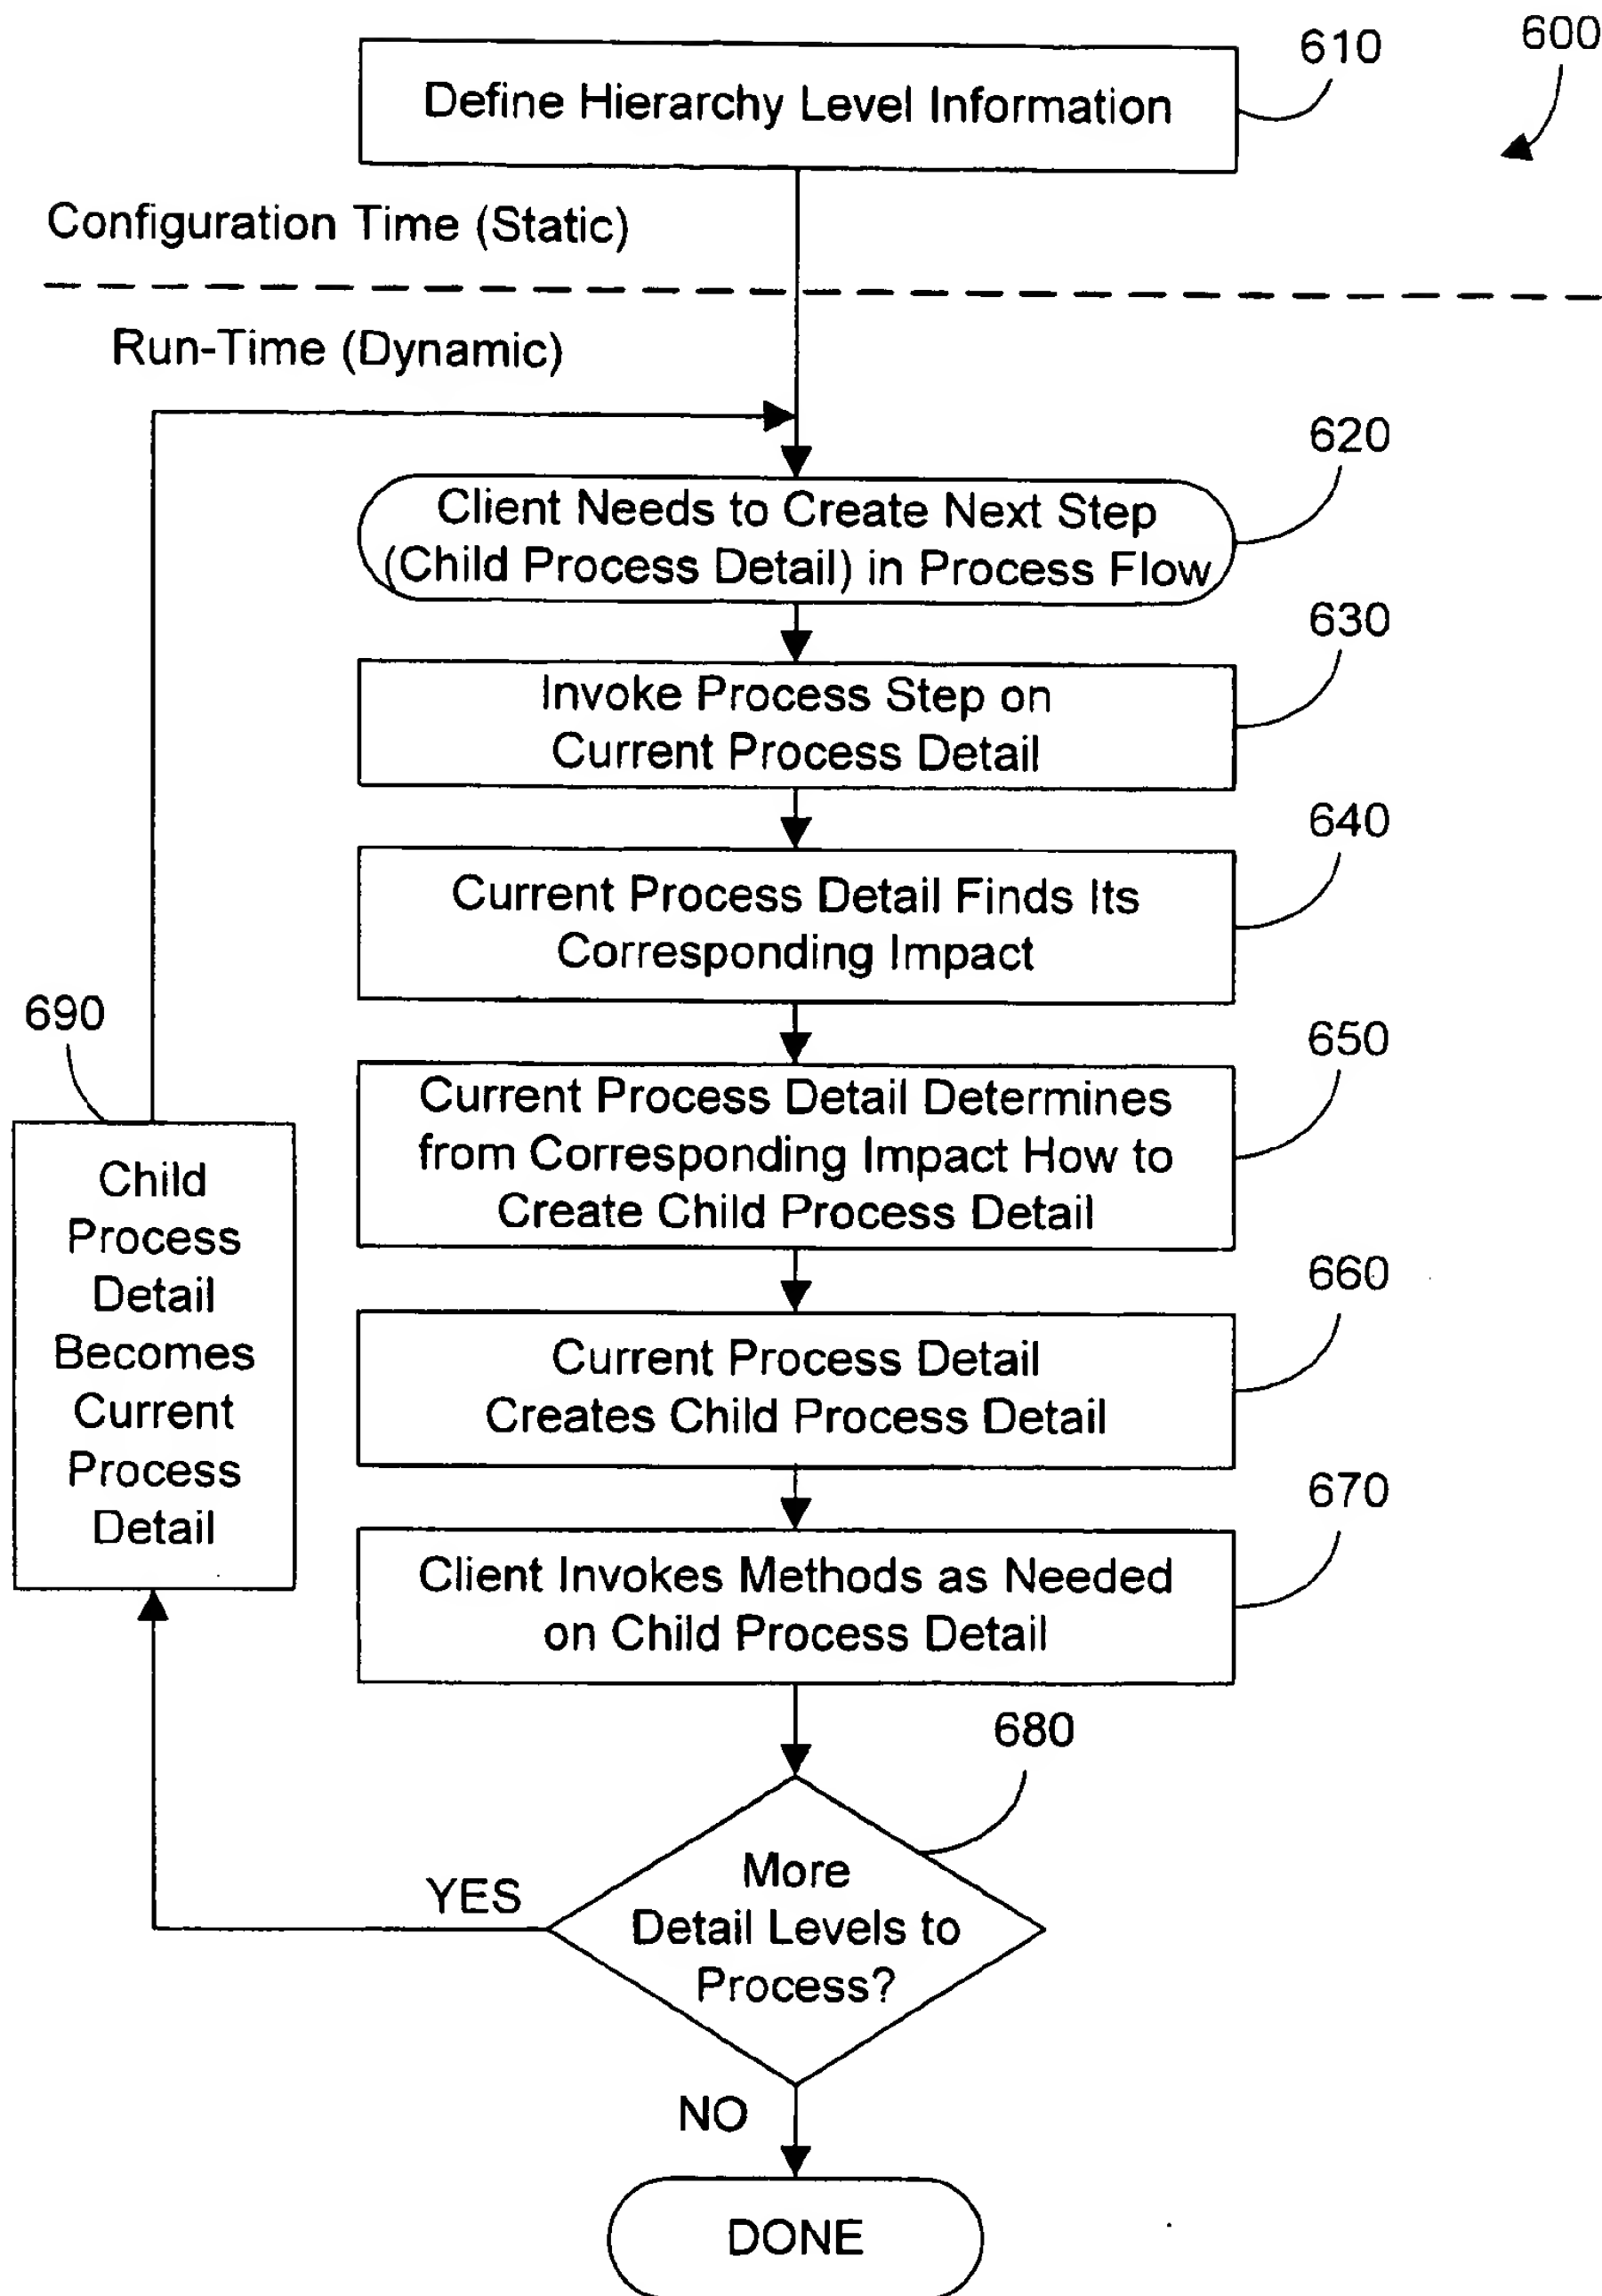 600
610
Define Hierarchy Level Information
Configuration Time (Static)
Run-Time (Dynamic)
620
Client Needs to Create Next Step
(Child Process Detail) in Process Flow
630
Invoke Process Step on
Current Process Detail
640
Current Process Detail Finds Its
Corresponding Impact
650
Current Process Detail Determines
from Corresponding Impact How to
Create Child Process Detail
660
Current Process Detail
Creates Child Process Detail
670
Client Invokes Methods as Needed
on Child Process Detail
680
More
Detail Levels to
Process?
YES
690
Child
Process
Detail
Becomes
Current
Process
Detail
NO
DONE